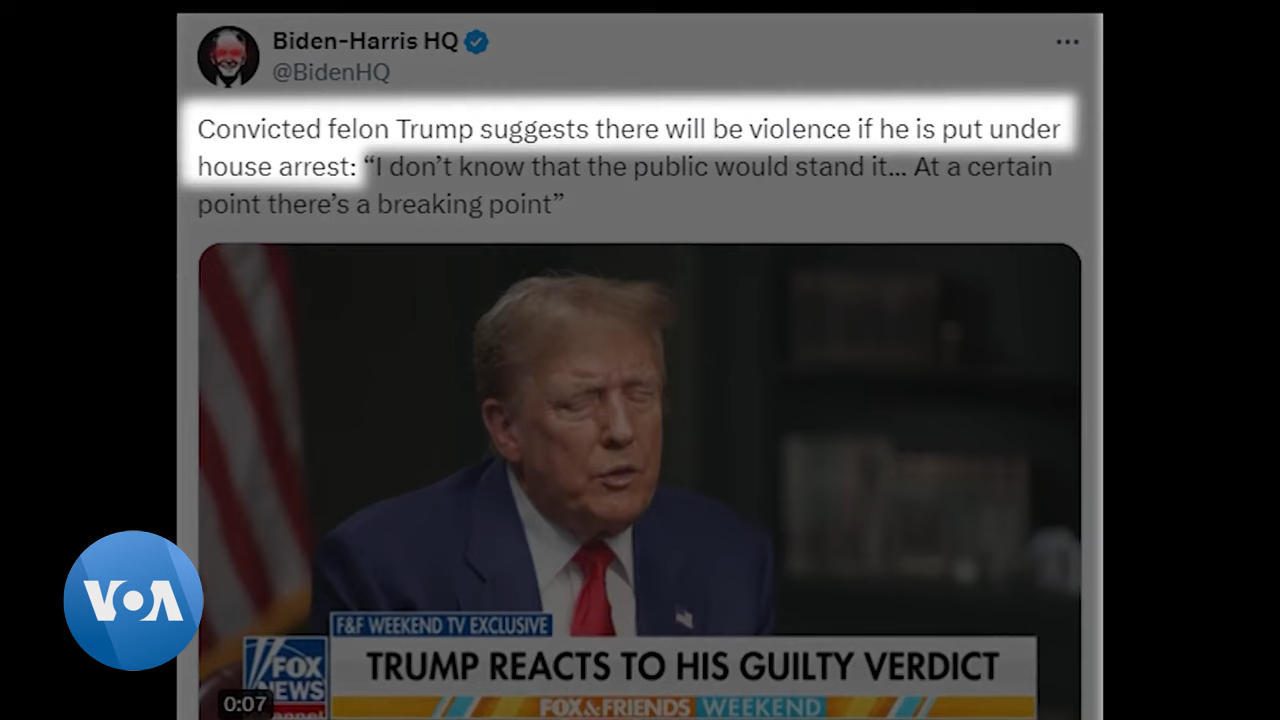 Biden-Harris HQ
@BidenHQ
Convicted felon Trump suggests there will be violence if he is put under
house arrest: “I don’t know that the public would stand it... At a certain
point there’s a breaking point”
F&F WEEKEND TV EXCLUSIVE
FOX
NEWS
channel
TRUMP REACTS TO HIS GUILTY VERDICT
FOX&FRIENDS WEEKEND
0:07
VOA